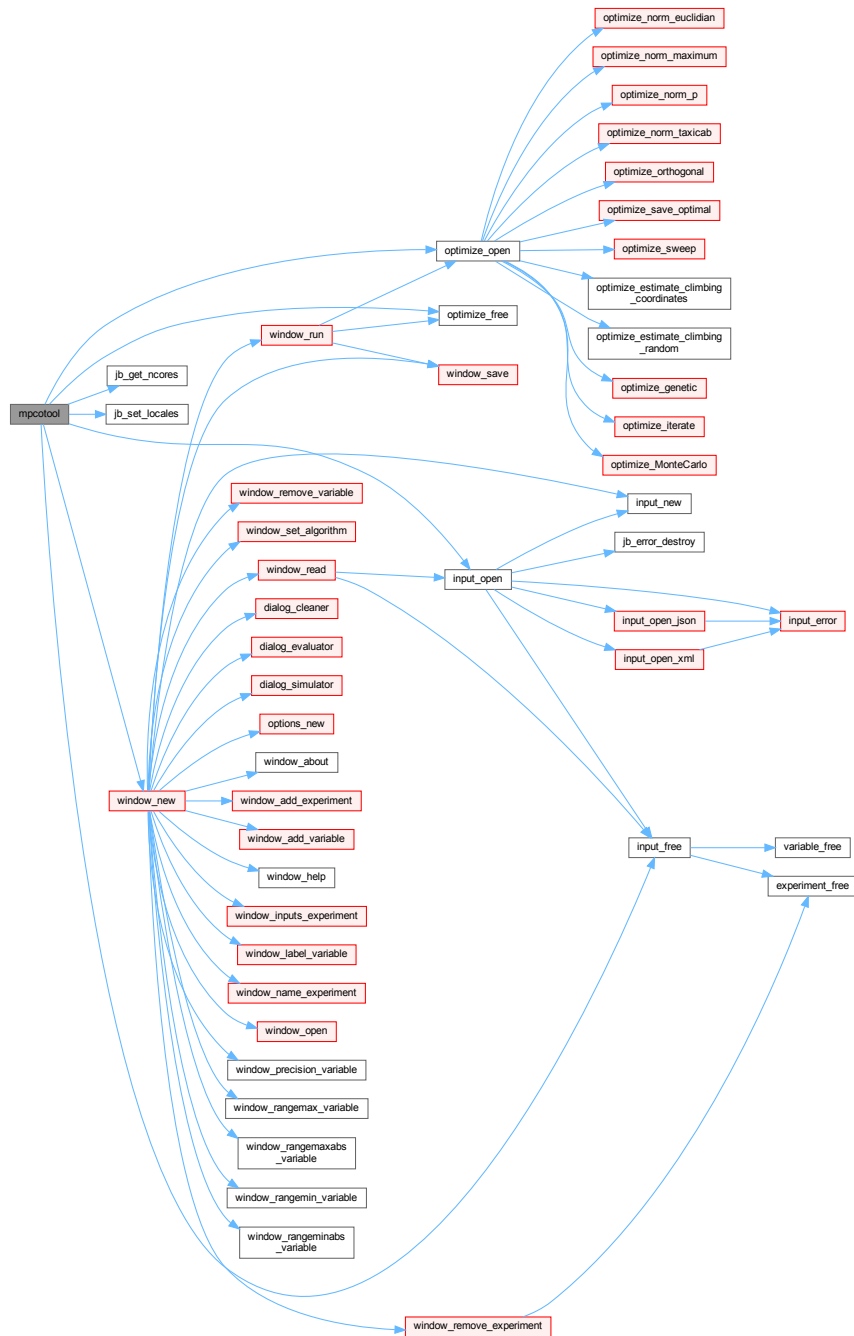 optimize_norm_euclidian
optimize_norm_maximum
optimize_norm_p
optimize_norm_taxicab
optimize_orthogonal
optimize_save_optimal
optimize_open
optimize_sweep
optimize_estimate_climbing
_coordinates
optimize_free
window_run
optimize_estimate_climbing
_random
jb_get_ncores
window_save
optimize_genetic
mpcotool
jb_set_locales
optimize_iterate
optimize_MonteCarlo
window_remove_variable
input_new
window_set_algorithm
jb_error_destroy
window_read
input_open
dialog_cleaner
input_open_json
input_error
dialog_evaluator
input_open_xml
dialog_simulator
options_new
window_about
window_new
window_add_experiment
window_add_variable
input_free
variable_free
window_help
experiment_free
window_inputs_experiment
window_label_variable
window_name_experiment
window_open
window_precision_variable
window_rangemax_variable
window_rangemaxabs
_variable
window_rangemin_variable
window_rangeminabs
_variable
window_remove_experiment